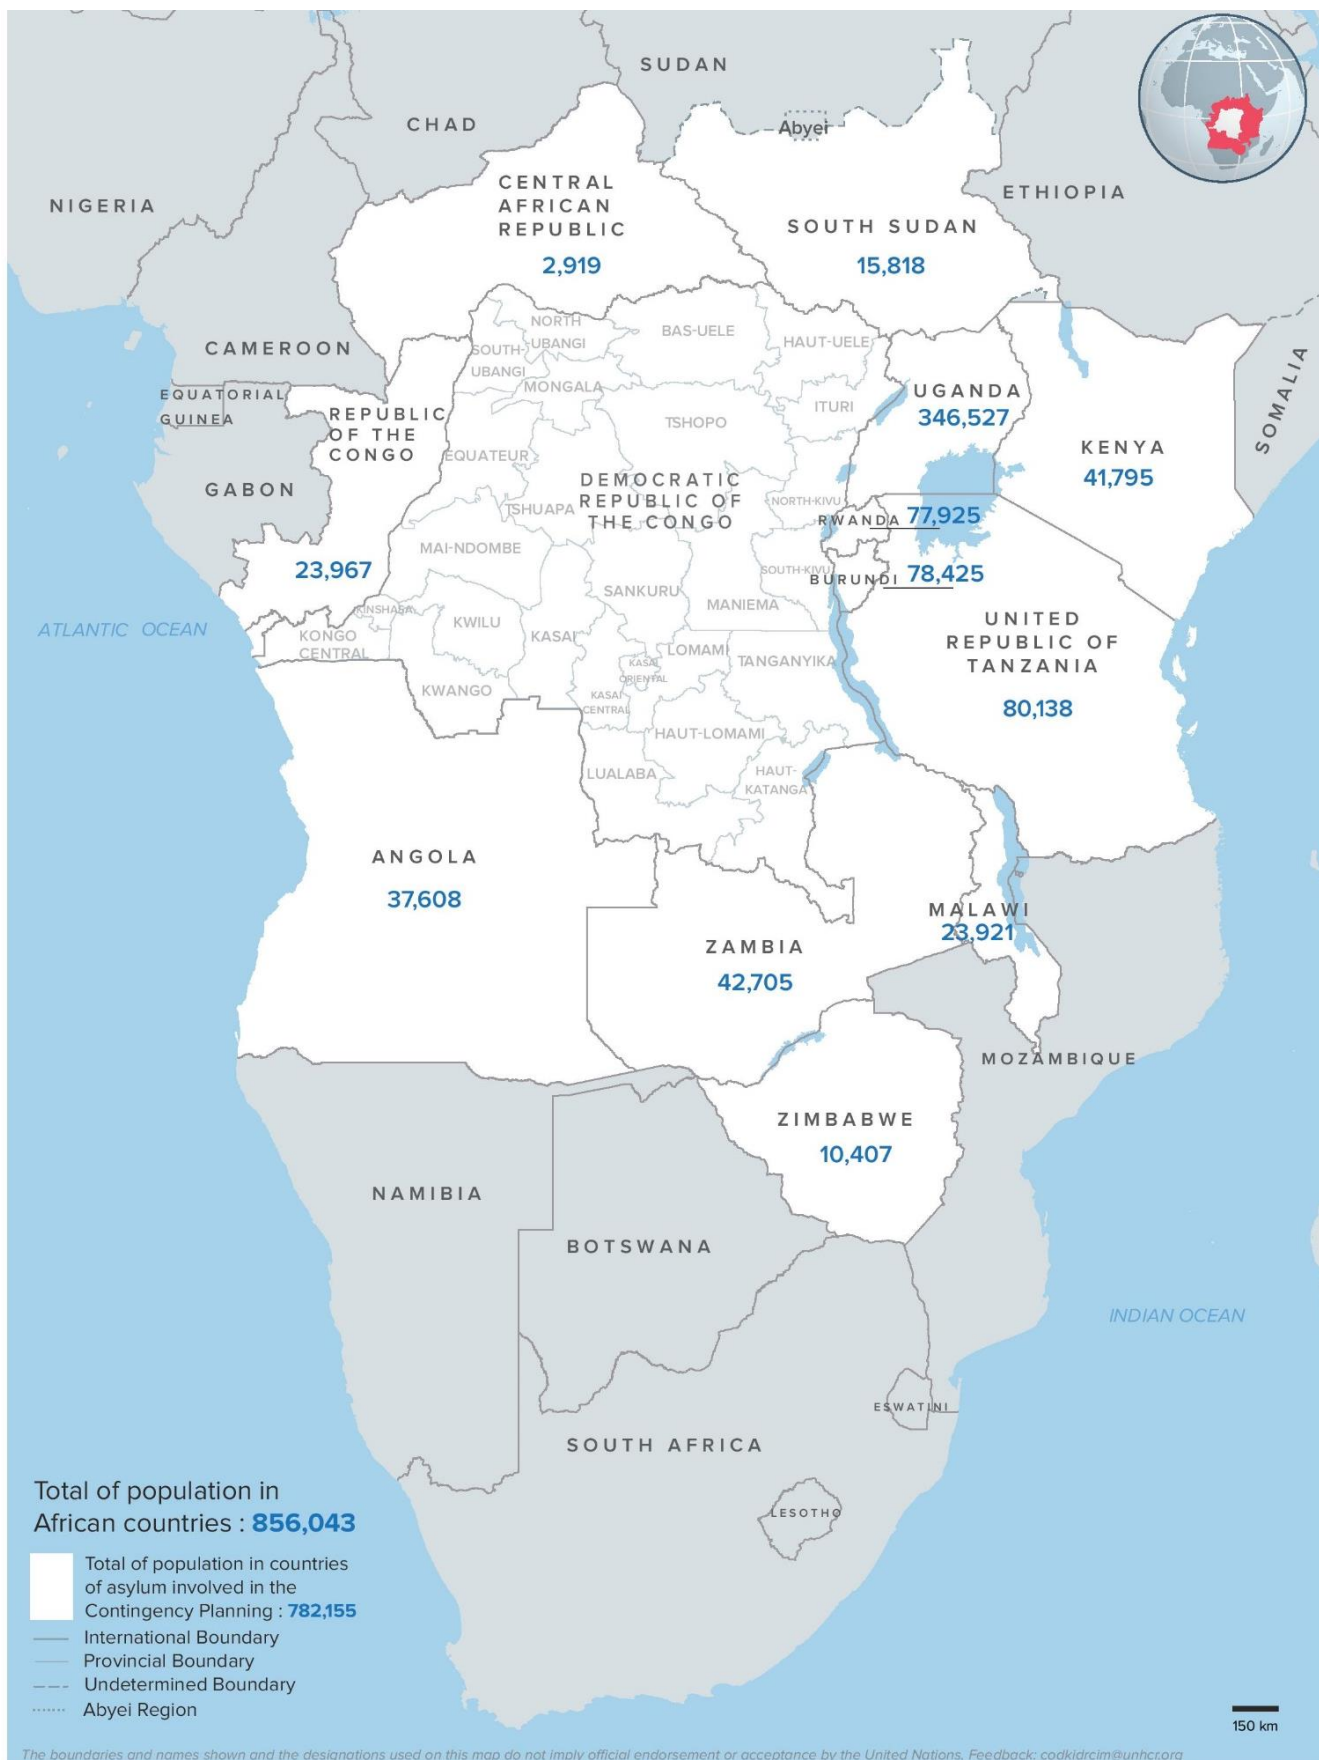 SUDAN
CHAD
Abyei
NIGERIA
CENTRAL
AFRICAN
REPUBLIC
2,919
ETHIOPIA
SOUTH SUDAN
15,818
NORTH
UBANGI
BAS-UELE
HAUT-UELE
SOUTH-
UBANGI
CAMEROON
MONGALA
UGANDA
346,527
EQUATORIAL
GUINEA
REPUBLIC
OF THE
CONGO
ITURI
TSHOPO
SOMALIA
KENYA
41,795
EQUATEUR
GABON
DEMOCRATIC
REPUBLIC OF
THE CONGO
TSHUAPA
NORTH-KIVU
RWANDA 77,925
MAI-NDOMBE
23,967
SOUTH-KIVU
BURUNDI 78,425
SANKURU
MANIEMA
KINSHASA
KWILU
KASAI
UNITED
REPUBLIC OF
TANZANIA
80,138
ATLANTIC OCEAN
KONGO
CENTRAL
LOMAMI
TANGANYIKA
KASAI
ORIENTAL
KWANGO
KASAI
CENTRAL
HAUT-LOMAMI
LUALABA
HAUT-
KATANGA
ANGOLA
37,608
MALAWI
23,921
ZAMBIA
42,705
MOZAMBIQUE
ZIMBABWE
10,407
NAMIBIA
BOTSWANA
INDIAN OCEAN
ESWATINI
SOUTH AFRICA
LESOTHO
Total of population in
African countries : 856,043
Total of population in countries
of asylum involved in the
Contingency Planning : 782,155
International Boundary
Provincial Boundary
Undetermined Boundary
Abyei Region
150 km
The boundaries and names shown and the designations used on this map do not imply official endorsement or acceptance by the United Nations. Feedback: codkidrcim@unhcr.org